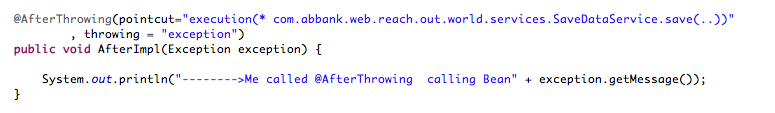 @AfterThrowing(pointcut="execution(* com.abbank.web.reach.out.world.services.SaveDataService.save(..))"
, throwing = "exception")
public void AfterImpl(Exception exception) {
System.out.println("-------->Me called @AfterThrowing  calling Bean" + exception.getMessage());
}